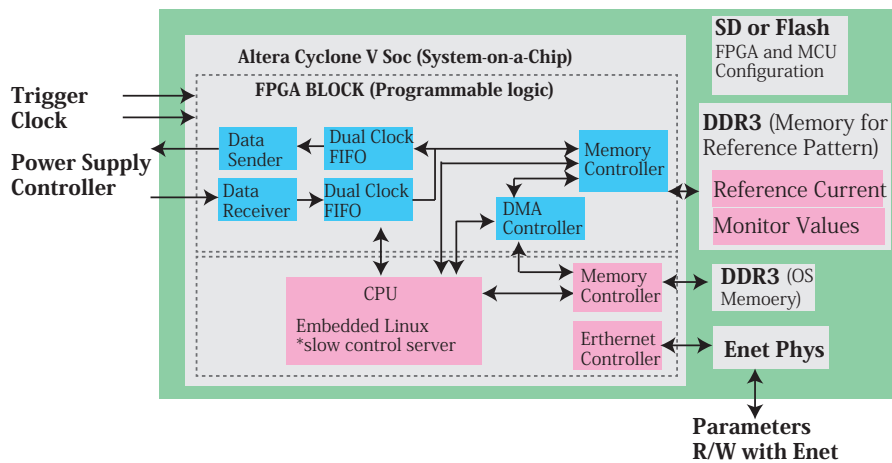 SD or Flash
FPGA and MCU
Configuration
Altera Cyclone V Soc (System-on-a-Chip)
FPGA BLOCK (Programmable logic)
Trigger
Clock
Power Supply
Controller
Data
Sender
Dual Clock
FIFO
Data
Receiver
Dual Clock
FIFO
Memory
Controller
DMA
Controller
DDR3 (Memory for
Reference Pattern)
Reference Current
Monitor Values
CPU
Embedded Linux
*slow control server
Memory
Controller
DDR3 (OS
Memoery)
Erthernet
Controller
Enet Phys
Parameters
R/W with Enet